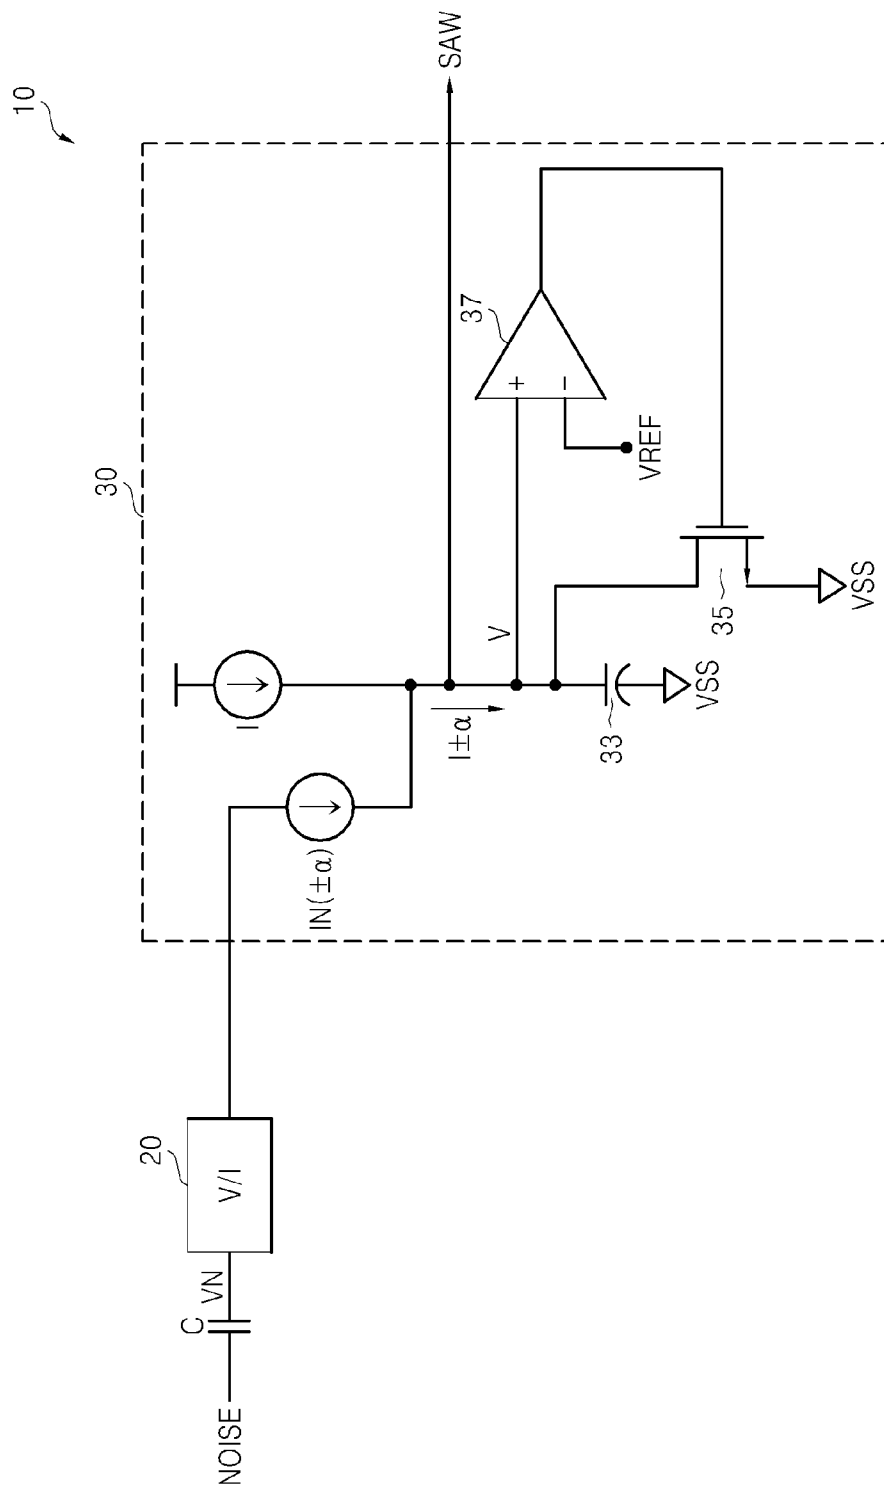 10
30
SAW
37
+
−
VREF
I
V
I±α
IN(±α)
33
VSS
35
VSS
20
V/I
VN
C
NOISE